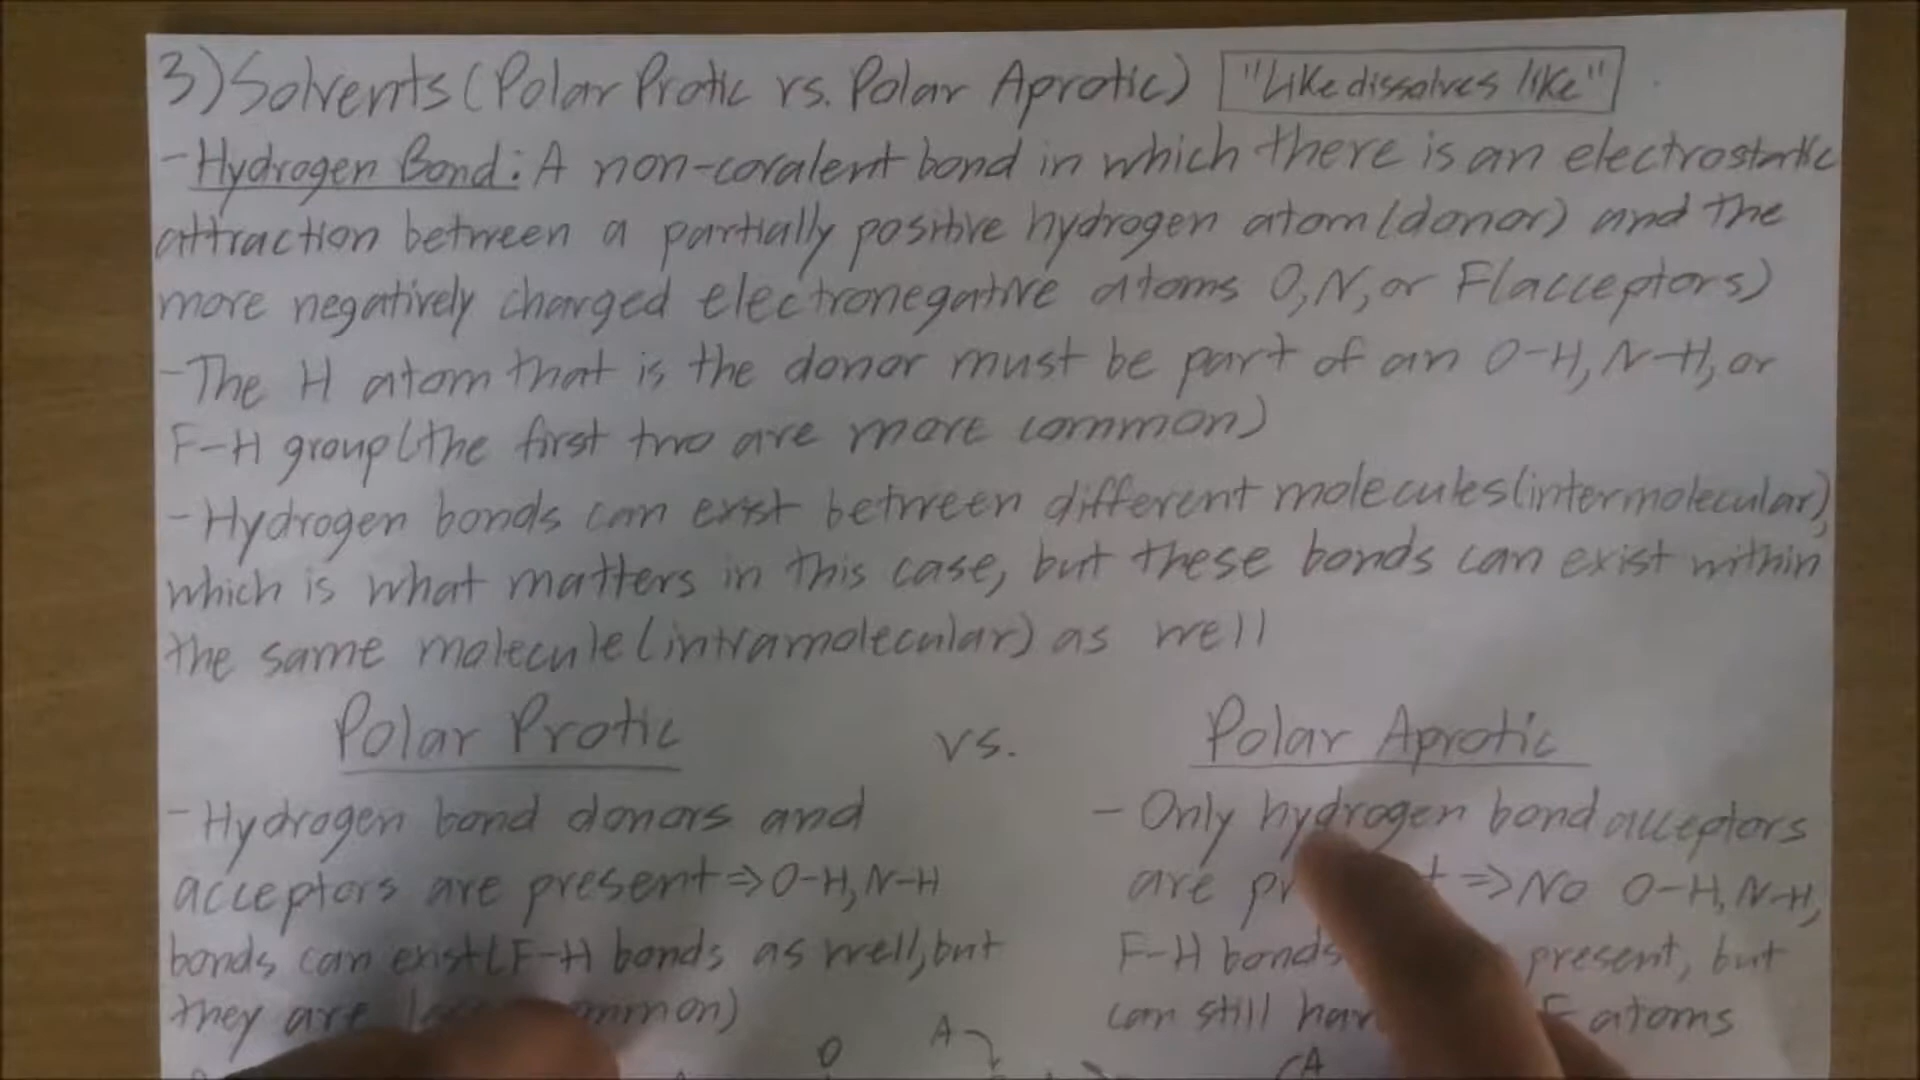 3) Solvents (Polar Protic vs. Polar Aprotic) "Like dissolves like"
- Hydrogen Bond: A non-covalent bond in which there is an electrostatic
attraction between a partially positive hydrogen atom (donor) and the
more negatively charged electronegative atoms O, N, or F (acceptors)
- The H atom that is the donor must be part of an O-H, N-H, or
F-H group (the first two are more common)
- Hydrogen bonds can exist between different molecules (intermolecular),
which is what matters in this case, but these bonds can exist within
the same molecule (intramolecular) as well
Polar Protic vs. Polar Aprotic
- Hydrogen bond donors and
acceptors are present ⇒ O-H, N-H
bonds can exist (F-H bonds as well, but
they are
- Only hydrogen bond acceptors
are ⇒ No O-H, N-H,
F-H bonds present, but
can still F atoms
O A
A